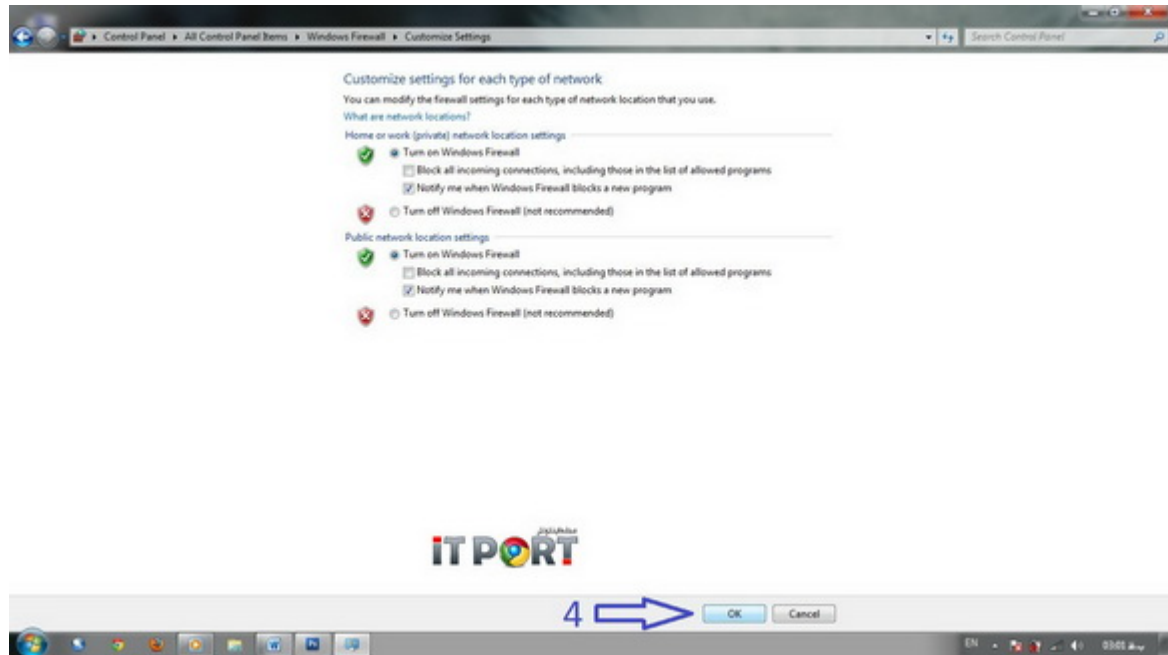 Control Panel ▸ All Control Panel Items ▸ Windows Firewall ▸ Customize Settings
Search Control Panel
Customize settings for each type of network
You can modify the firewall settings for each type of network location that you use.
What are network locations?
Home or work (private) network location settings
Turn on Windows Firewall
Block all incoming connections, including those in the list of allowed programs
Notify me when Windows Firewall blocks a new program
Turn off Windows Firewall (not recommended)
Public network location settings
Turn on Windows Firewall
Block all incoming connections, including those in the list of allowed programs
Notify me when Windows Firewall blocks a new program
Turn off Windows Firewall (not recommended)
iT PORT
4
OK
Cancel
EN
03:01